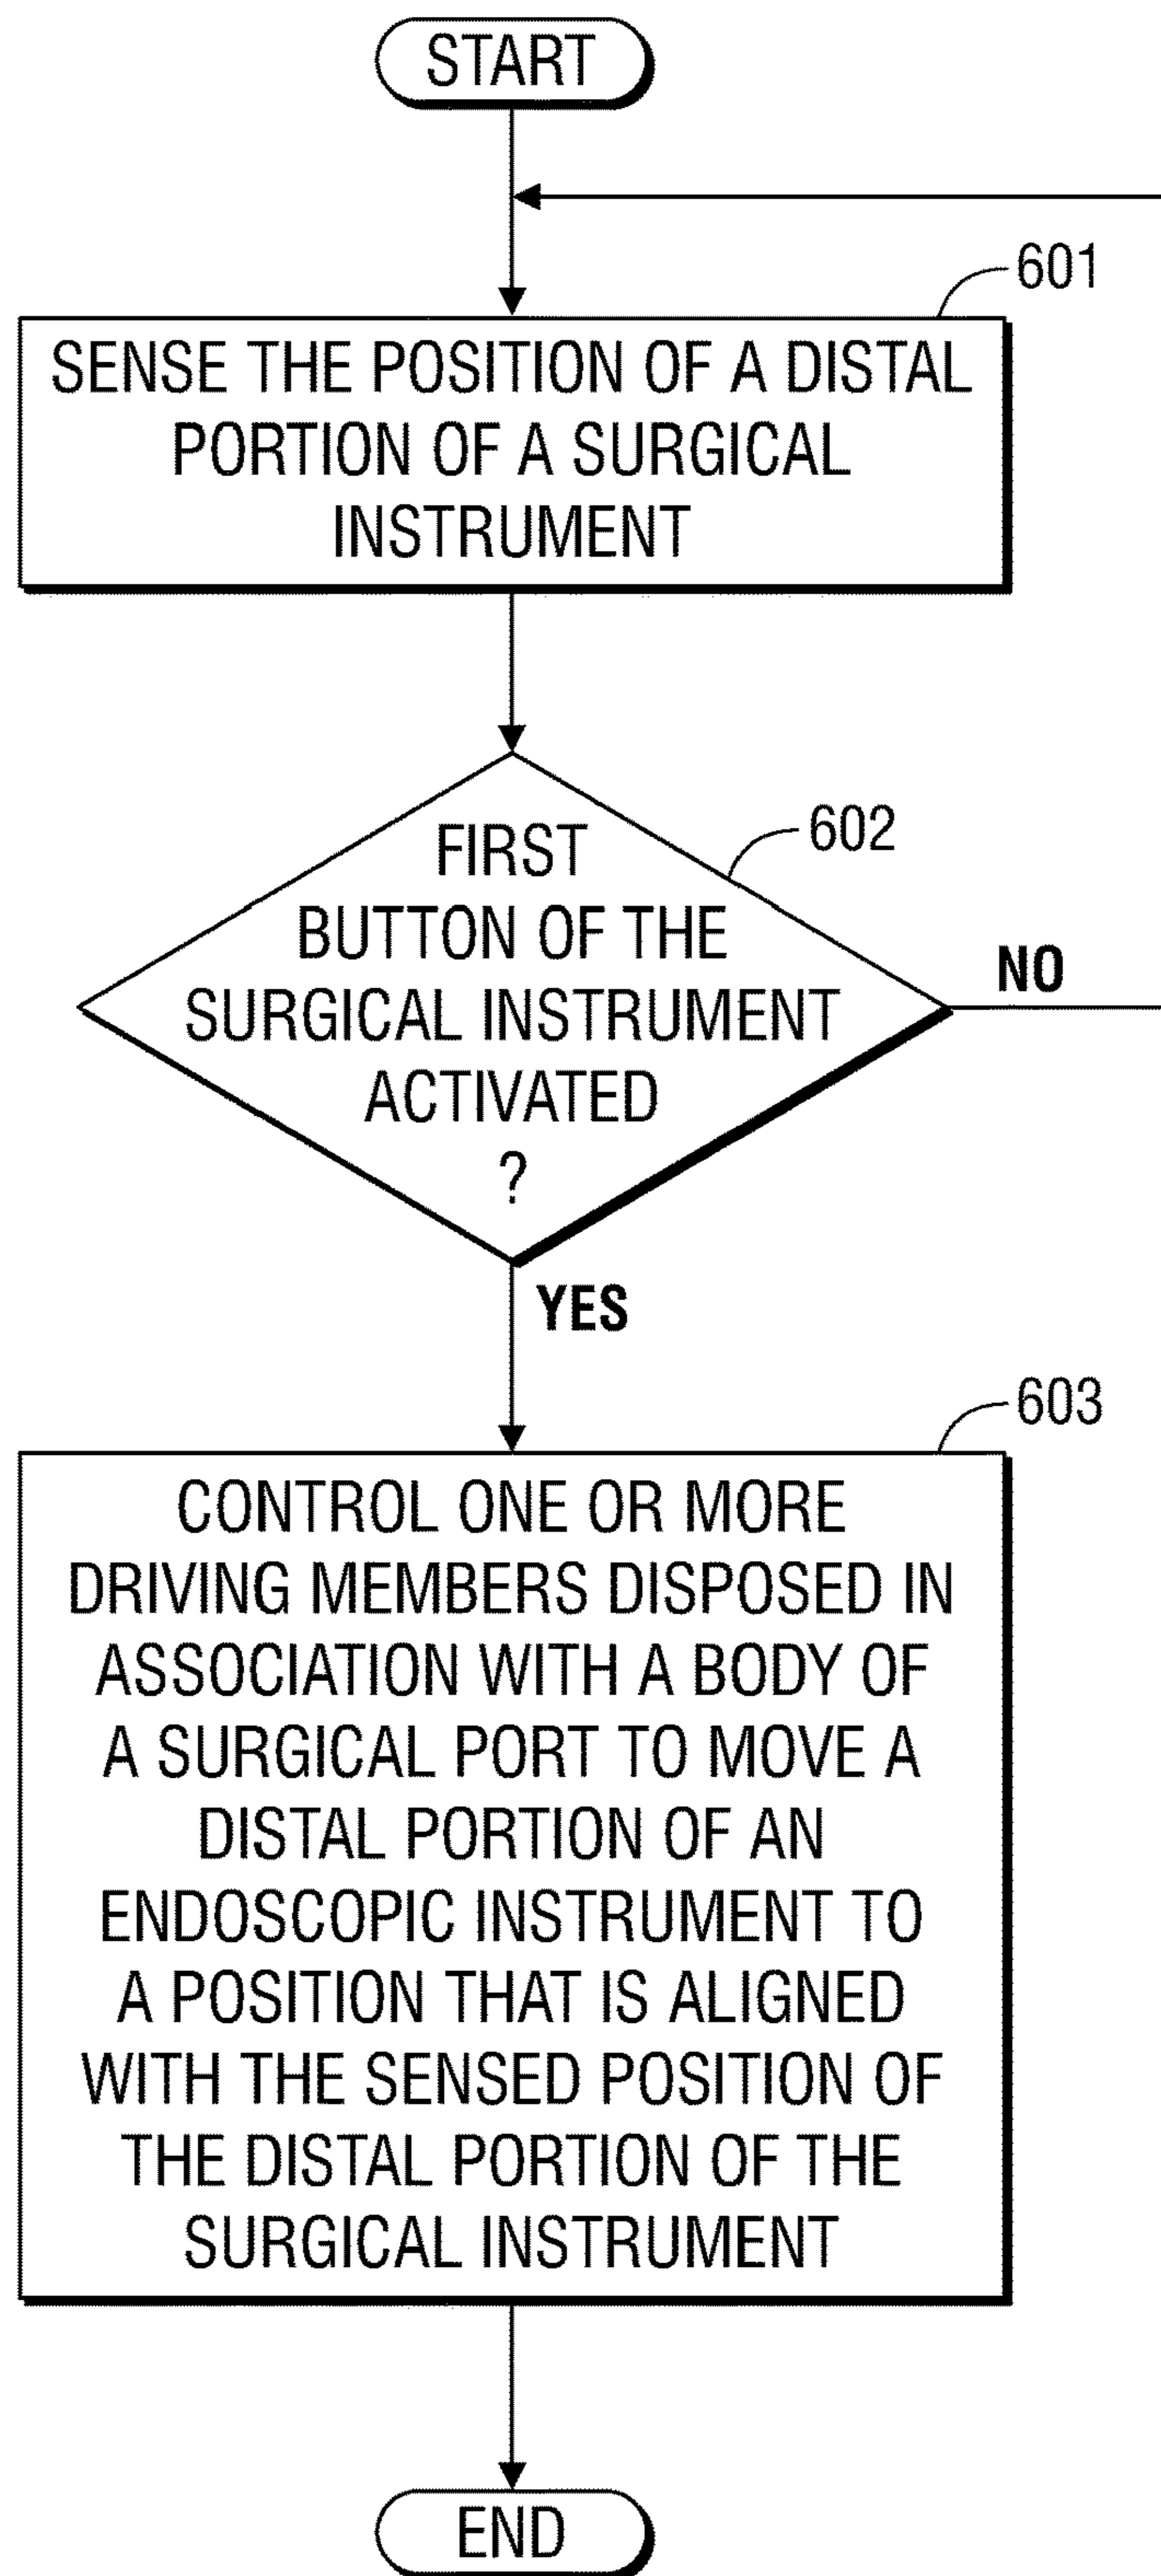 START
601
SENSE THE POSITION OF A DISTAL
PORTION OF A SURGICAL
INSTRUMENT
602
FIRST
BUTTON OF THE
SURGICAL INSTRUMENT
ACTIVATED
?
NO
YES
603
CONTROL ONE OR MORE
DRIVING MEMBERS DISPOSED IN
ASSOCIATION WITH A BODY OF
A SURGICAL PORT TO MOVE A
DISTAL PORTION OF AN
ENDOSCOPIC INSTRUMENT TO
A POSITION THAT IS ALIGNED
WITH THE SENSED POSITION OF
THE DISTAL PORTION OF THE
SURGICAL INSTRUMENT
END